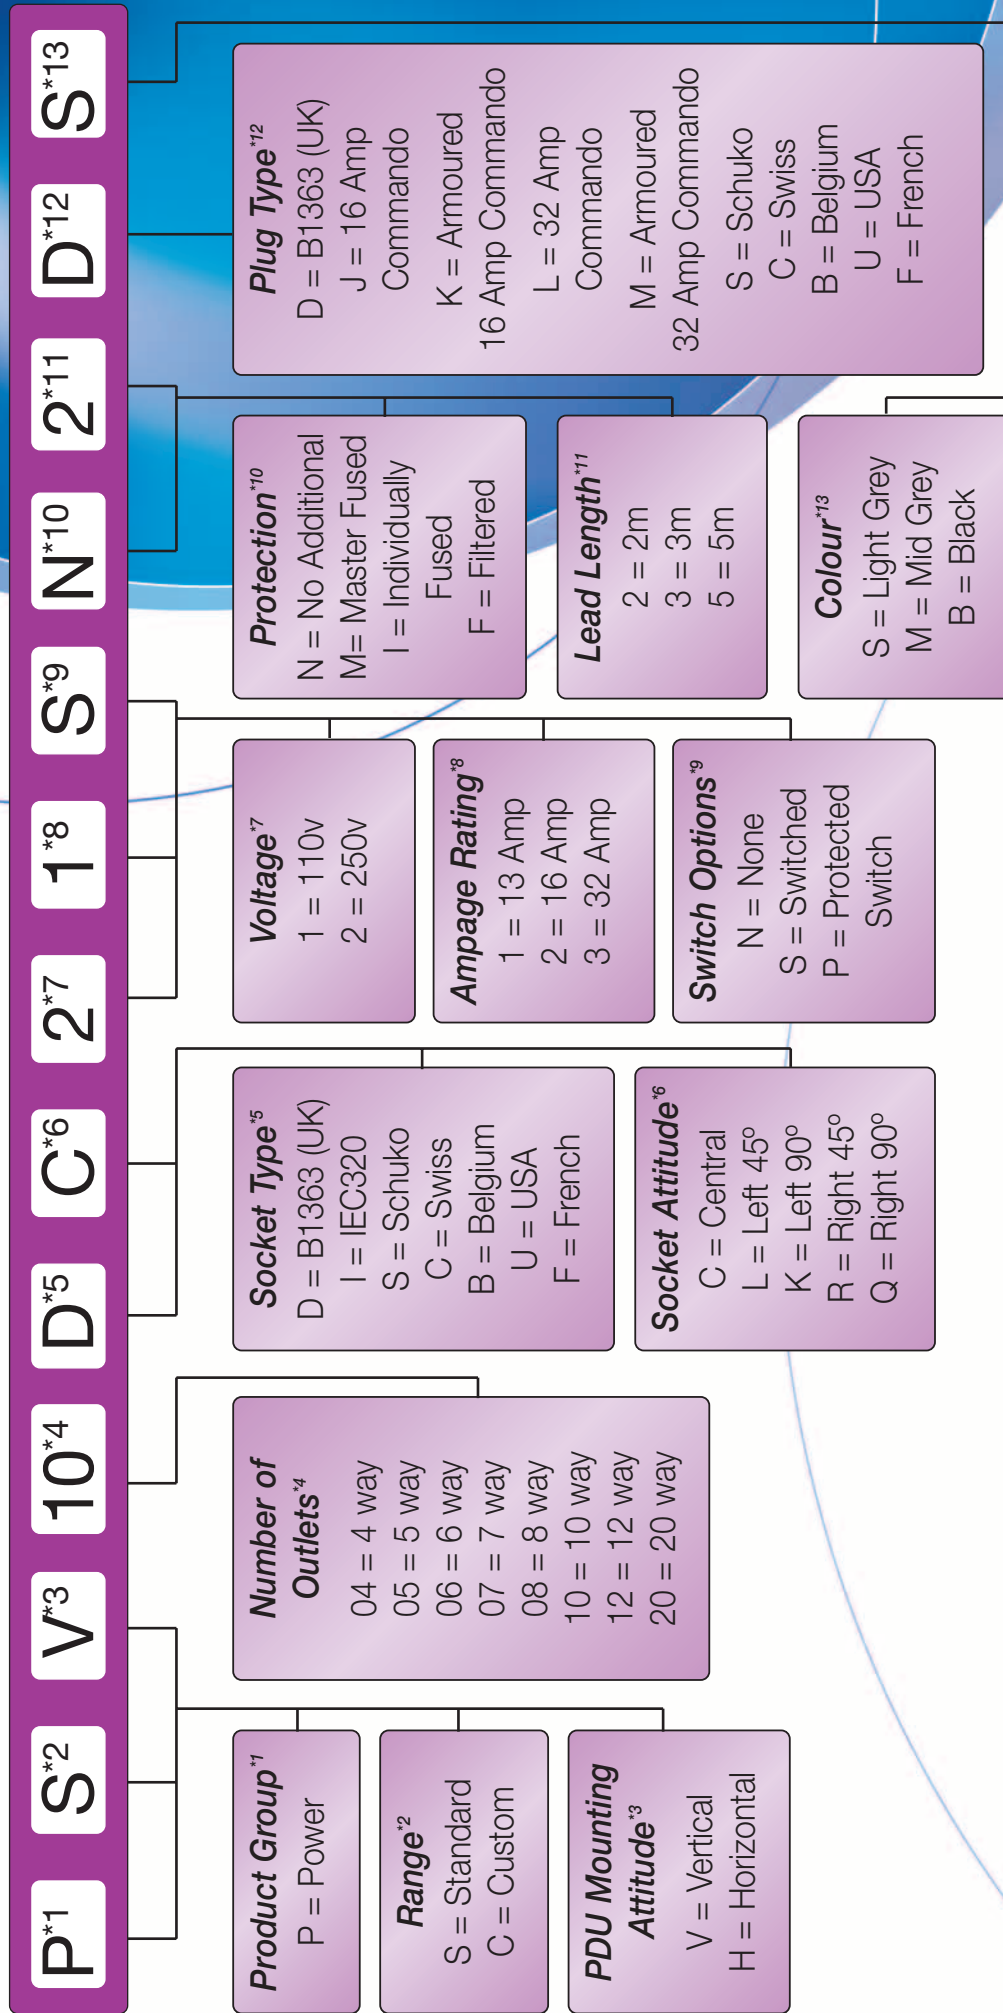 P*1 S*2 V*3 10*4 D*5 C*6 2*7 1*8 S*9 N*10 2*11 D*12 S*13
Product Group*1
P = Power
Range*2
S = Standard
C = Custom
PDU Mounting
Attitude*3
V = Vertical
H = Horizontal
Number of
Outlets*4
04 = 4 way
05 = 5 way
06 = 6 way
07 = 7 way
08 = 8 way
10 = 10 way
12 = 12 way
20 = 20 way
Socket Type*5
D = B1363 (UK)
I = IEC320
S = Schuko
C = Swiss
B = Belgium
U = USA
F = French
Socket Attitude*6
C = Central
L = Left 45º
K = Left 90º
R = Right 45º
Q = Right 90º
Voltage*7
1 = 110v
2 = 250v
Ampage Rating*8
1 = 13 Amp
2 = 16 Amp
3 = 32 Amp
Switch Options*9
N = None
S = Switched
P = Protected
Switch
Protection*10
N = No Additional
M= Master Fused
I = Individually
Fused
F = Filtered
Lead Length*11
2 = 2m
3 = 3m
5 = 5m
Colour*13
S = Light Grey
M = Mid Grey
B = Black
Plug Type*12
D = B1363 (UK)
J = 16 Amp
Commando
K = Armoured
16 Amp Commando
L = 32 Amp
Commando
M = Armoured
32 Amp Commando
S = Schuko
C = Swiss
B = Belgium
U = USA
F = French